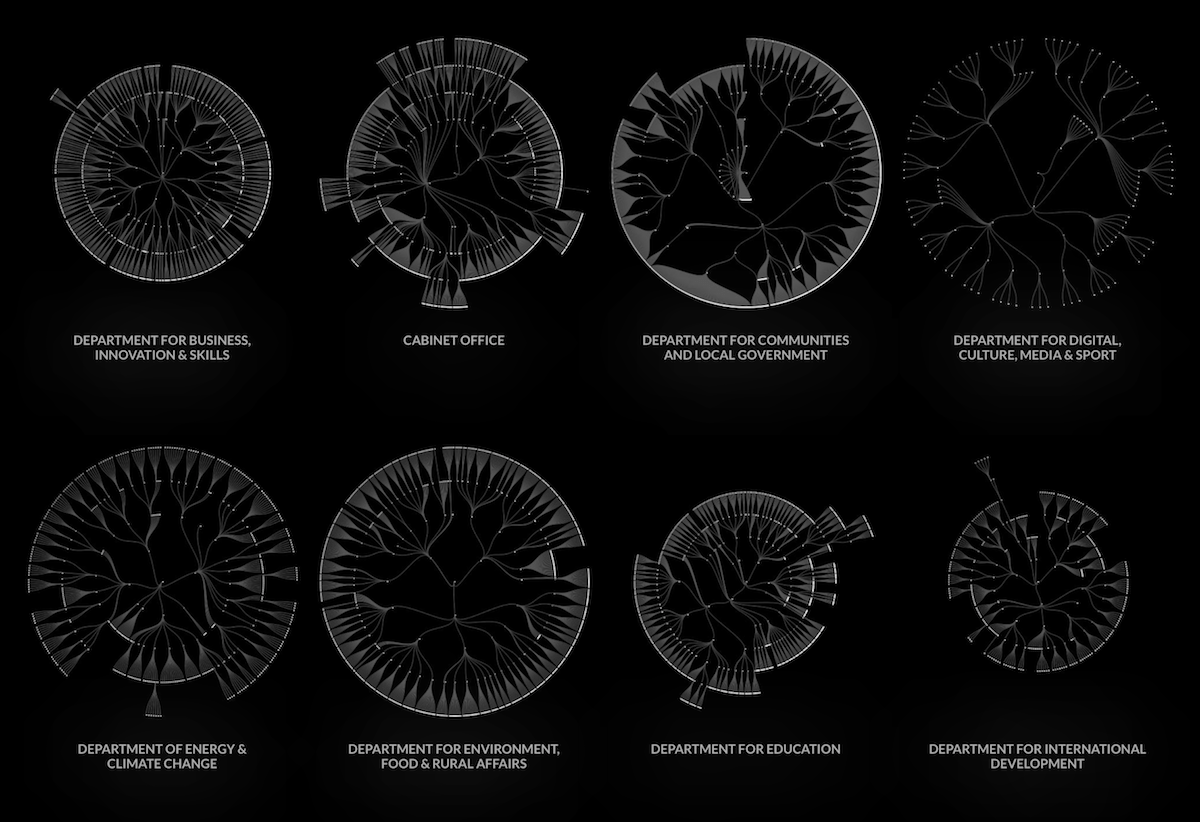 DEPARTMENT FOR BUSINESS,
INNOVATION & SKILLS
CABINET OFFICE
DEPARTMENT FOR COMMUNITIES
AND LOCAL GOVERNMENT
DEPARTMENT FOR DIGITAL,
CULTURE, MEDIA & SPORT
DEPARTMENT OF ENERGY &
CLIMATE CHANGE
DEPARTMENT FOR ENVIRONMENT,
FOOD & RURAL AFFAIRS
DEPARTMENT FOR EDUCATION
DEPARTMENT FOR INTERNATIONAL
DEVELOPMENT